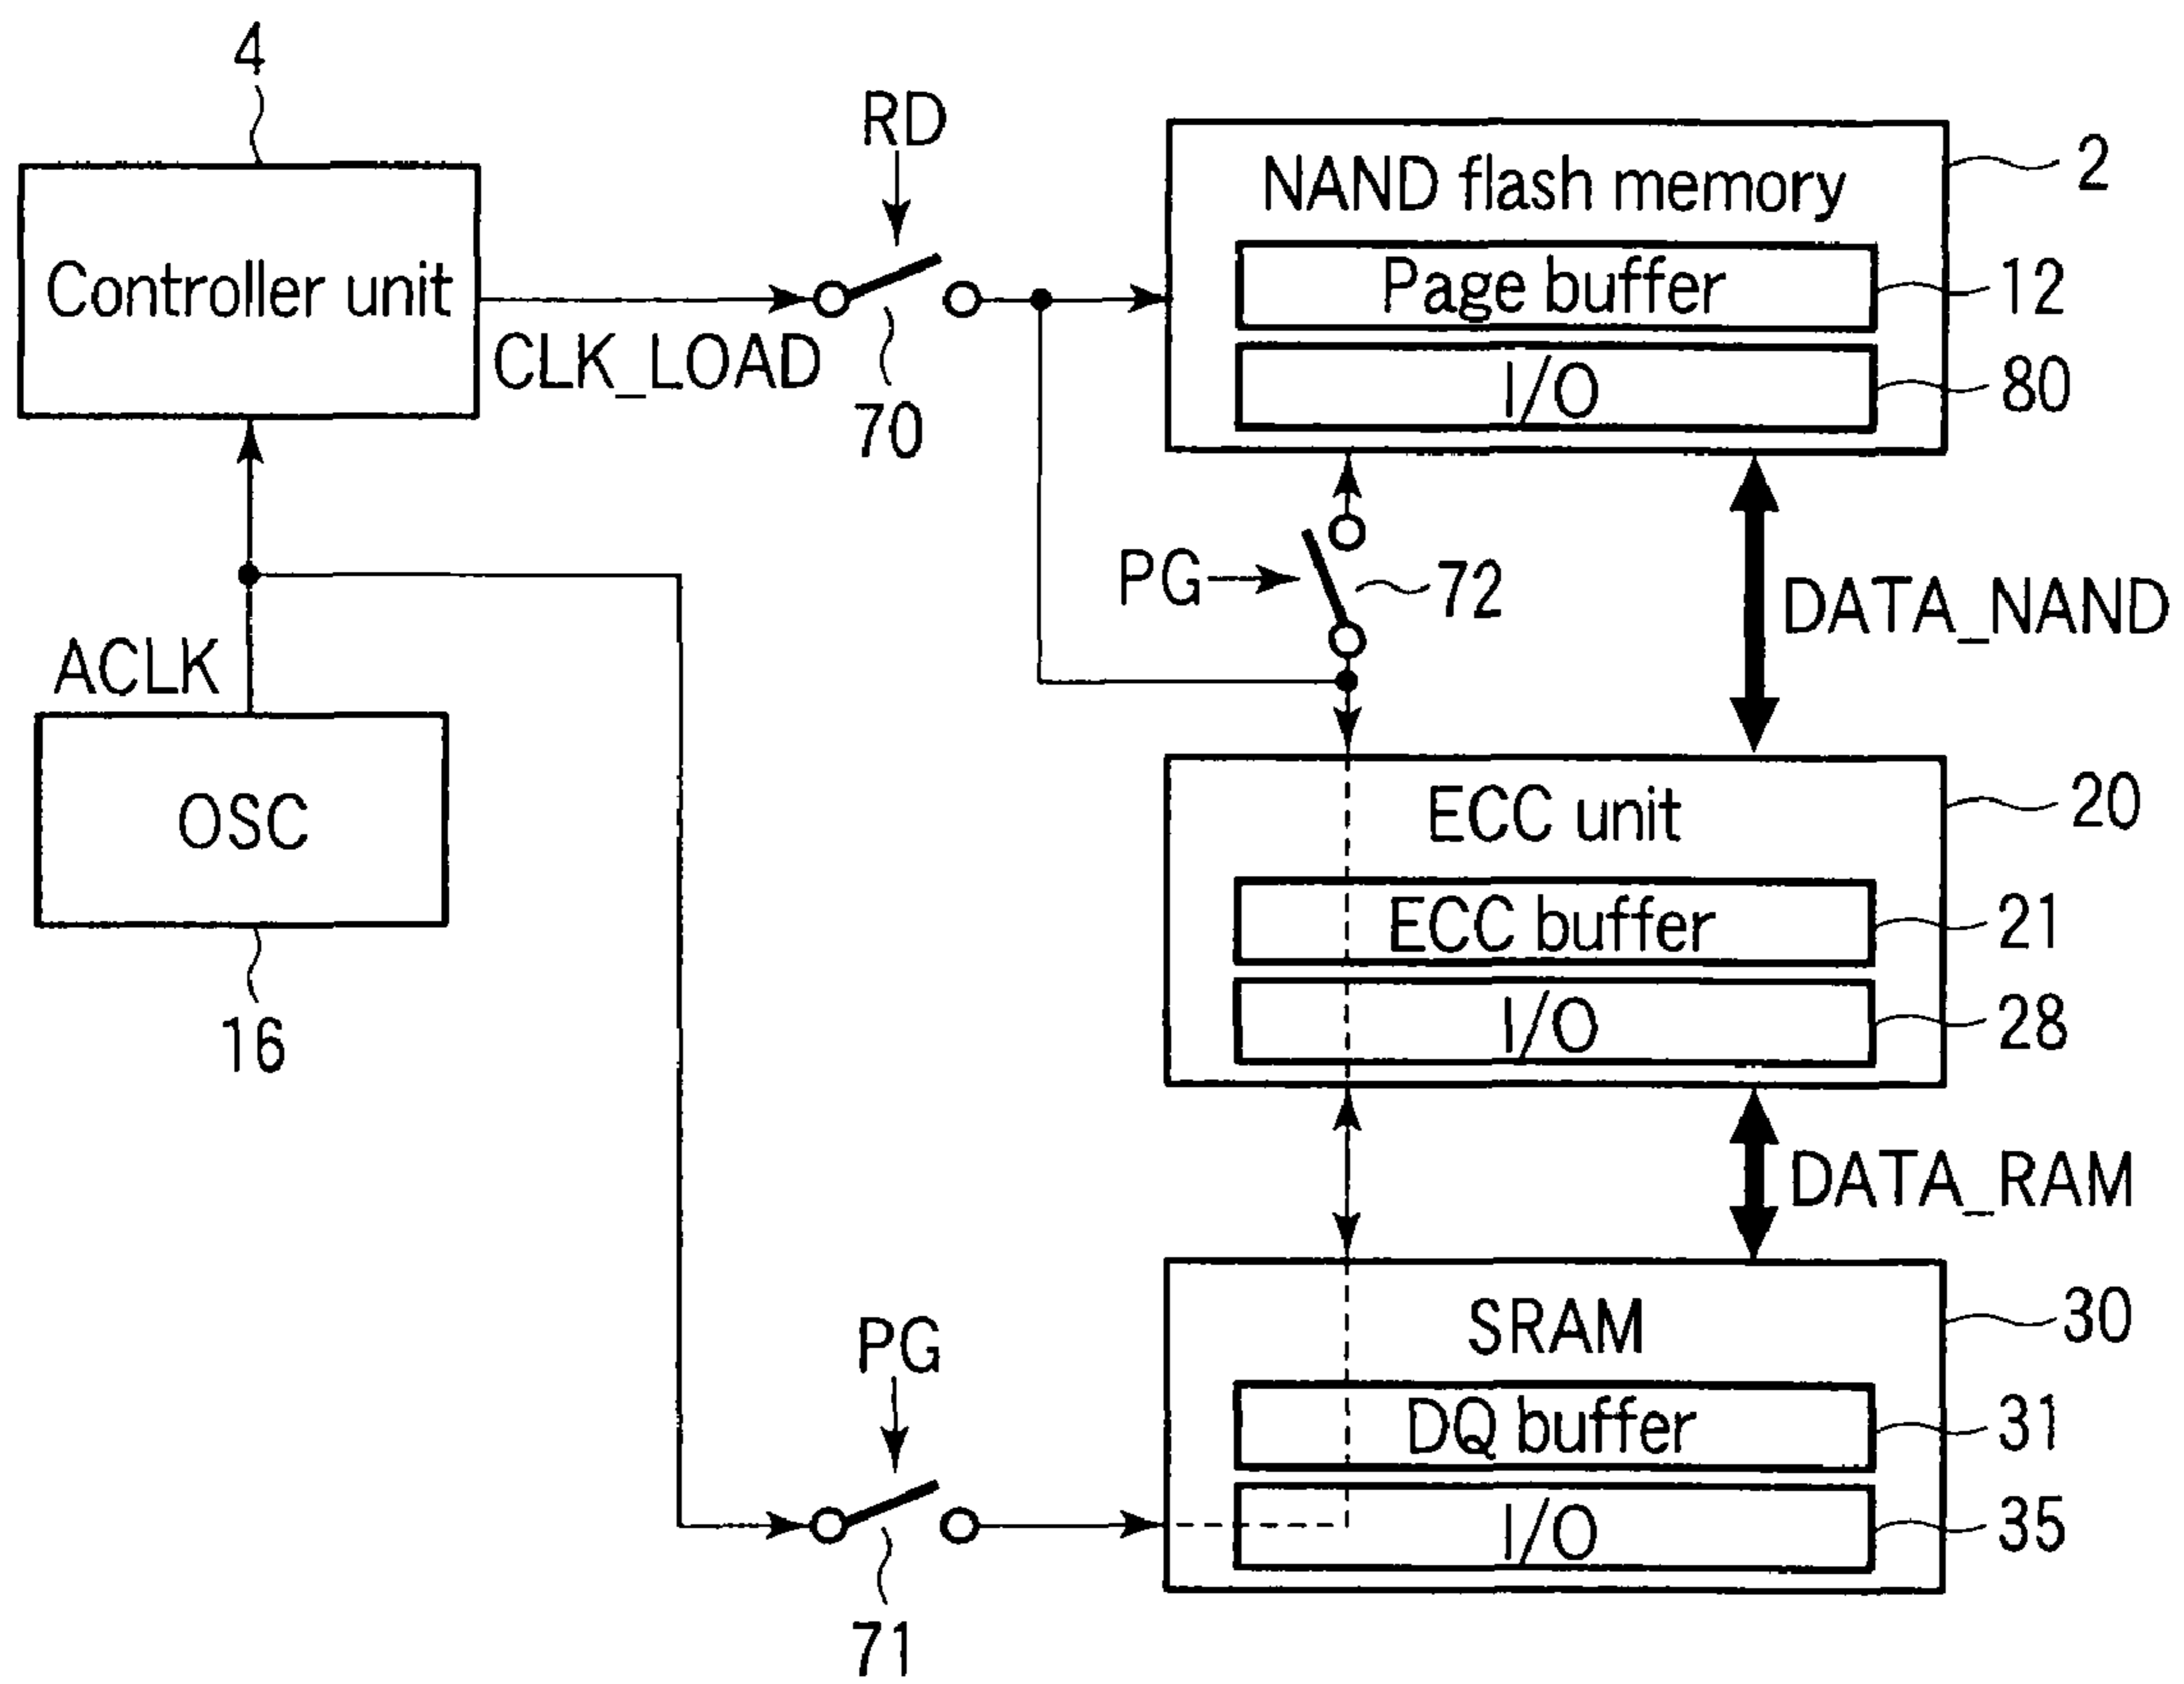 4
RD
Controller unit
CLK_LOAD
70
NAND flash memory
2
Page buffer
12
I/O
80
PG
72
DATA_NAND
ACLK
OSC
16
ECC unit
20
ECC buffer
21
I/O
28
DATA_RAM
SRAM
30
DQ buffer
31
I/O
35
PG
71